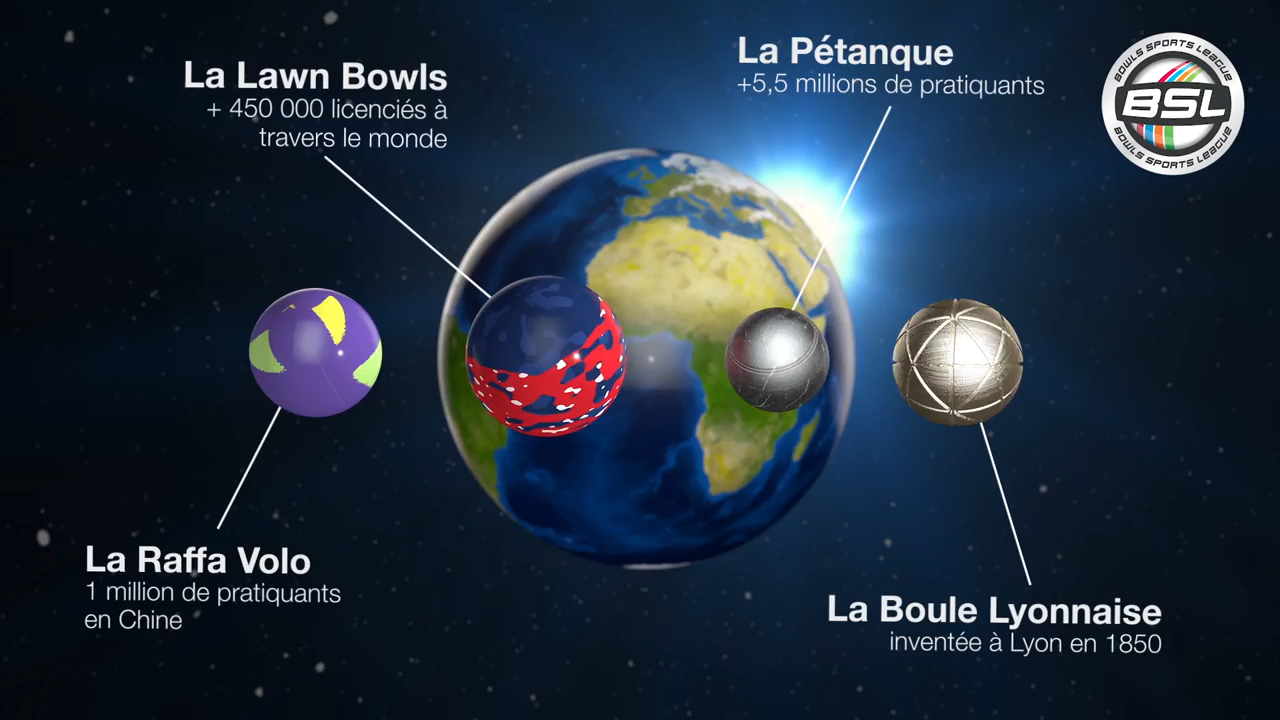 La Lawn Bowls
+ 450 000 licenciés à
travers le monde
La Pétanque
+5,5 millions de pratiquants
BOWLS SPORTS LEAGUE
BSL
BOWLS SPORTS LEAGUE
La Raffa Volo
1 million de pratiquants
en Chine
La Boule Lyonnaise
inventée à Lyon en 1850